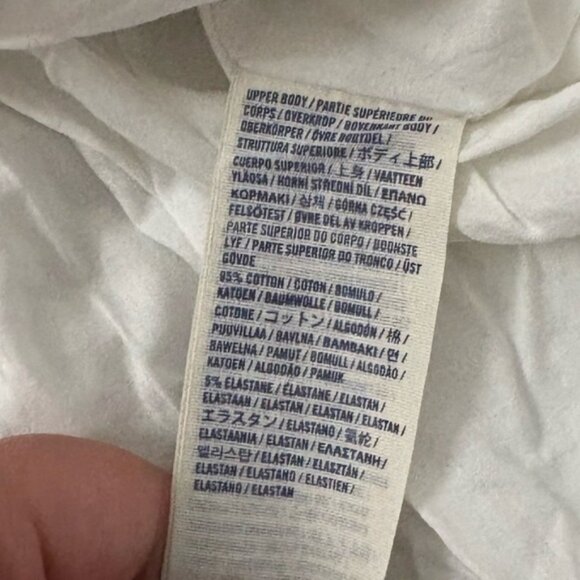 UPPER BODY / PARTIE SUPÉRIEURE DU
CORPS / OVERKROP / BOVENKANT BODY /
OBERKÖRPER / ÖVRE BOUTDEL /
STRUTTURA SUPERIORE / ボディ上部 /
CUERPO SUPERIOR / 上身 / VAATTEEN
YLÄOSA / HORNÍ STŘEDNÍ DÍL / ΕΠΑΝΩ
ΚΟΡΜΑΚΙ / 상체 / GÓRNA CZĘŚĆ /
FELSŐTEST / ØVRE DEL AV KROPPEN /
PARTE SUPERIOR DO CORPO /
LYF / PARTE SUPERIOR DO TRONCO / ÜST
GÖVDE
95% COTTON / COTON / BOMULD /
KATOEN / BAUMWOLLE / BOMULL /
COTONE / コットン / ALGODÓN / 棉 /
PUUVILLAA / BAVLNA / ΒΑΜΒΑΚΙ / 면 /
BAWEŁNA / PAMUT / BOMULL / ALGODÃO /
KATOEN / ALGODÃO / PAMUK
5% ELASTANE / ÉLASTANE / ELASTAN /
ELASTAAN / ELASTAN / ELASTAN / ELASTAN /
エラスタン / ELASTANO / 氨纶 /
ELASTAANIA / ELASTAN / ΕΛΑΣΤΑΝΗ /
엘라스탄 / ELASTAN / ELASZTÁN /
ELASTAN / ELASTANO / ELASTIEN /
ELASTANO / ELASTAN